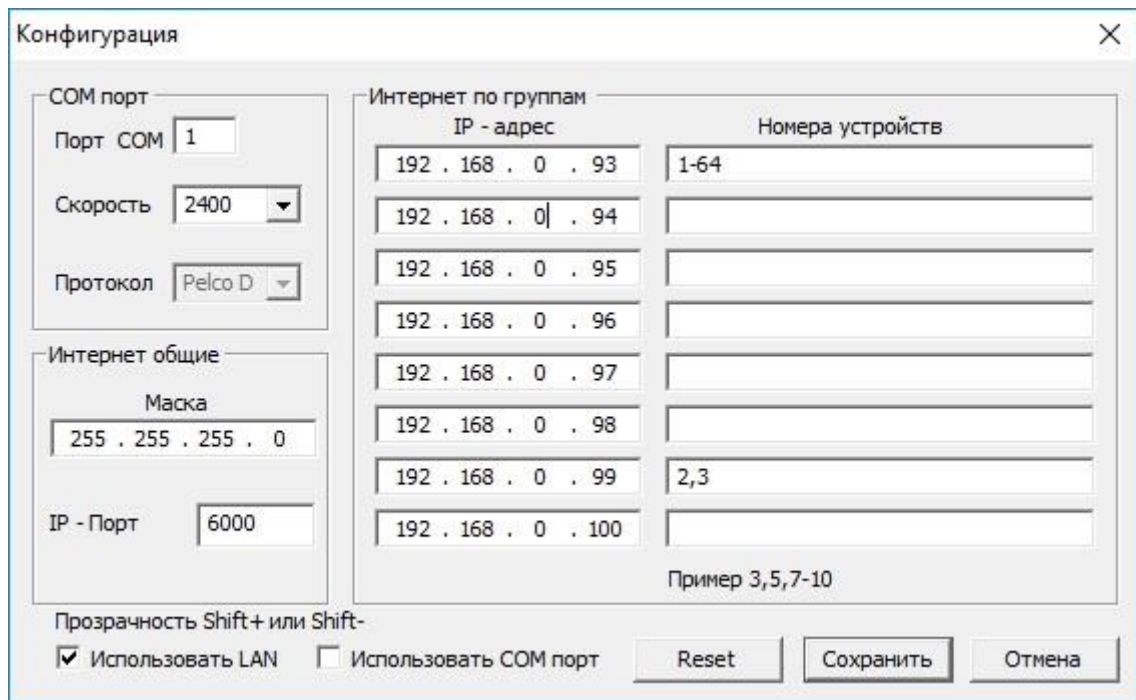 Конфигурация
COM порт
Порт COM 1
Скорость 2400
Протокол Pelco D
Интернет общие
Маска
255 . 255 . 255 . 0
IP - Порт 6000
Интернет по группам
IP - адрес Номера устройств
192 . 168 . 0 . 93 1-64
192 . 168 . 0 . 94
192 . 168 . 0 . 95
192 . 168 . 0 . 96
192 . 168 . 0 . 97
192 . 168 . 0 . 98
192 . 168 . 0 . 99 2,3
192 . 168 . 0 . 100
Пример 3,5,7-10
Прозрачность Shift+ или Shift-
Использовать LAN Использовать COM порт Reset Сохранить Отмена